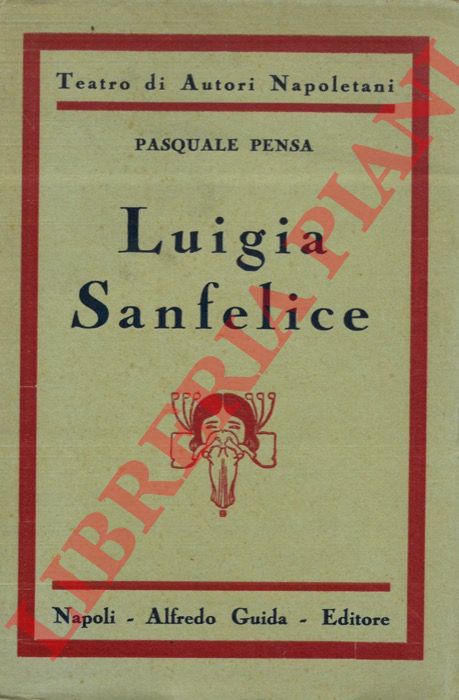 Teatro di Autori Napoletani
PASQUALE PENSA
Luigia
Sanfelice
Napoli - Alfredo Guida - Editore
LIBRERIA PIANI